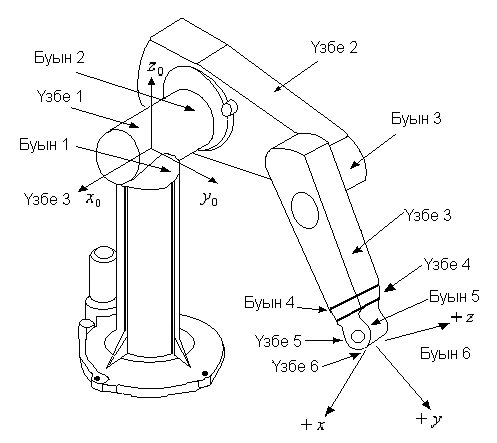 Буын 2
z₀
Үзбе 2
Үзбе 1
Буын 1
Буын 3
Үзбе 3
x₀
y₀
Үзбе 3
Үзбе 4
Буын 4
Буын 5
+z
Үзбе 5
Буын 6
Үзбе 6
+x
+y